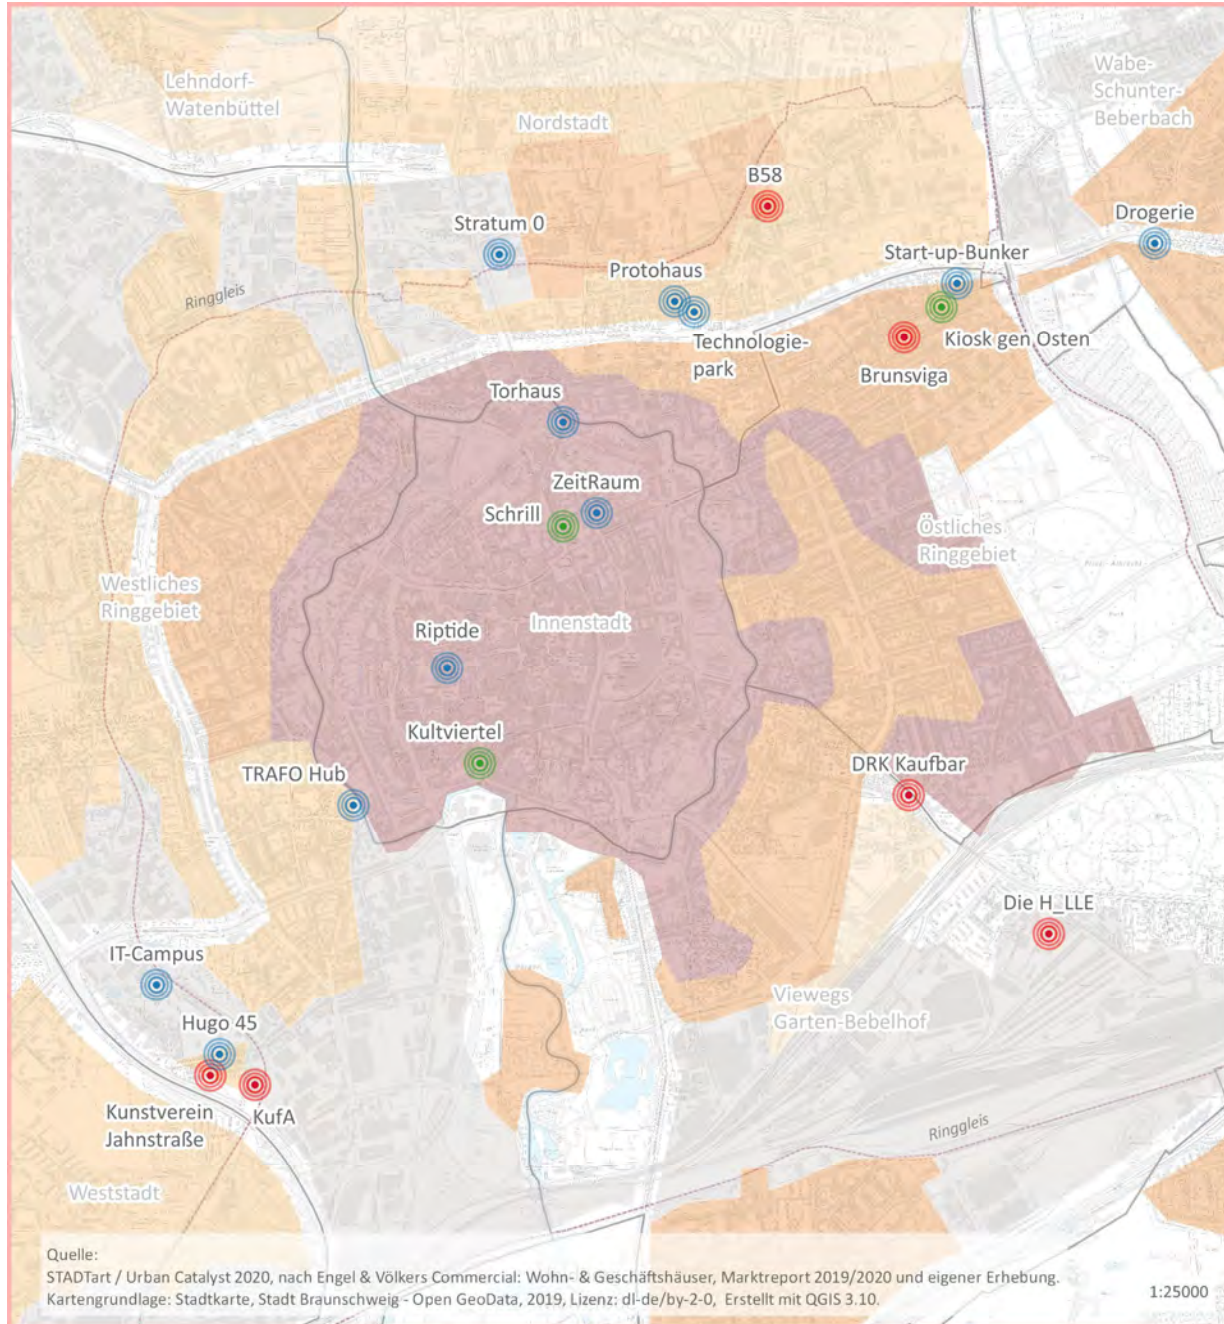 Lehndorf-
Watenbüttel
Nordstadt
Wabe-
Schunter-
Beberbach
B58
Stratum 0
Drogerie
Start-up-Bunker
Protohaus
Ringgleis
Technologie-
park
Kiosk gen Osten
Brunsviga
Torhaus
ZeitRaum
Schrill
Östliches
Ringgebiet
Westliches
Ringgebiet
Innenstadt
Riptide
Kultviertel
TRAFO Hub
DRK Kaufbar
Die H_LLE
IT-Campus
Viewegs
Garten-Bebelhof
Hugo 45
Kunstverein
Jahnstraße
KufA
Ringgleis
Weststadt
Quelle:
STADTart / Urban Catalyst 2020, nach Engel & Völkers Commercial: Wohn- & Geschäftshäuser, Marktreport 2019/2020 und eigener Erhebung.
Kartengrundlage: Stadtkarte, Stadt Braunschweig - Open GeoData, 2019, Lizenz: dl-de/by-2-0, Erstellt mit QGIS 3.10.
1:25000